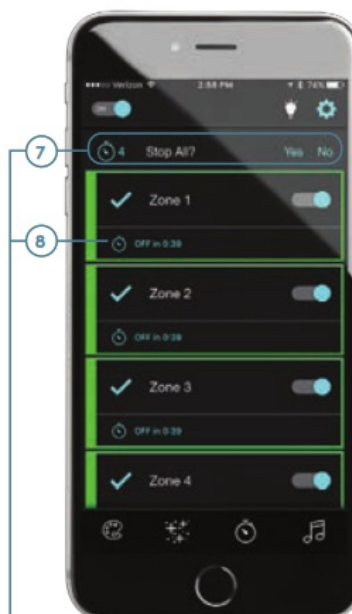 Verizon 2:58 PM 74%
ON
7
4 Stop All? Yes No
Zone 1
8
OFF in 0:39
Zone 2
OFF in 0:39
Zone 3
OFF in 0:39
Zone 4